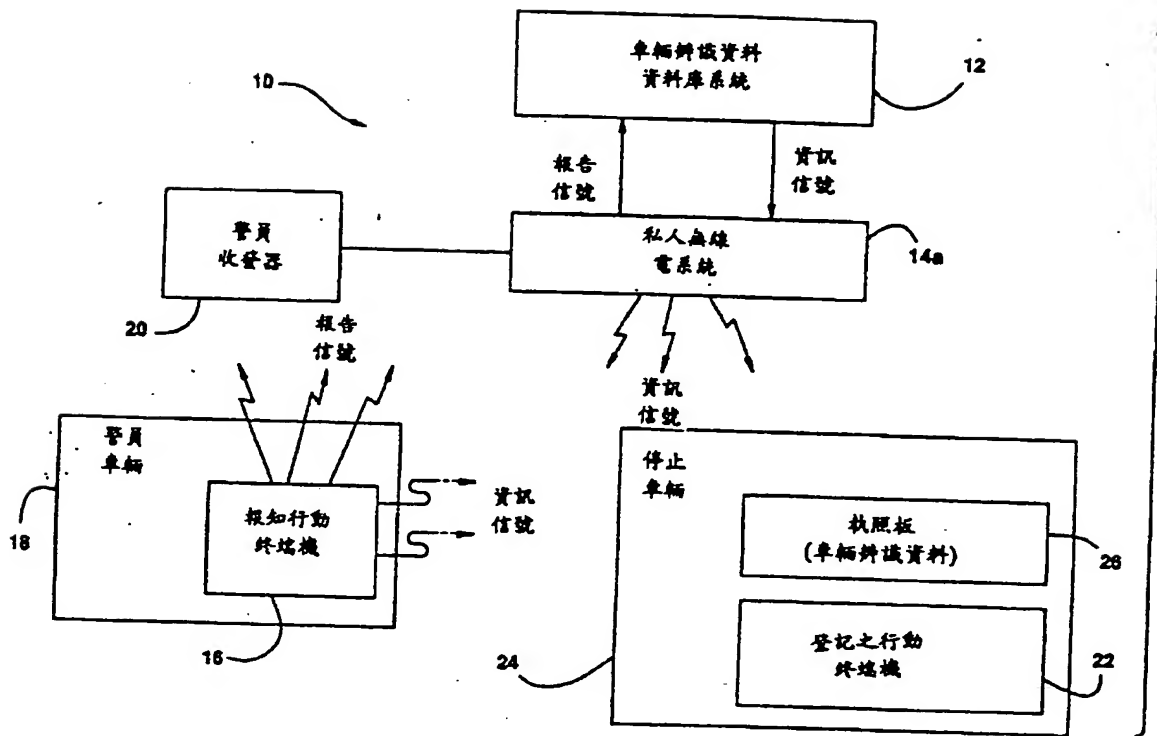 車輛辨識資料
資料庫系統
12
10
報告
信號
資訊
信號
警員
收發器
私人無線
電系統
14a
20
報告
信號
資訊
信號
警員
車輛
停止
車輛
18
報知行動
終端機
資訊
信號
執照板
(車輛辨識資料)
26
16
24
登記之行動
終端機
22